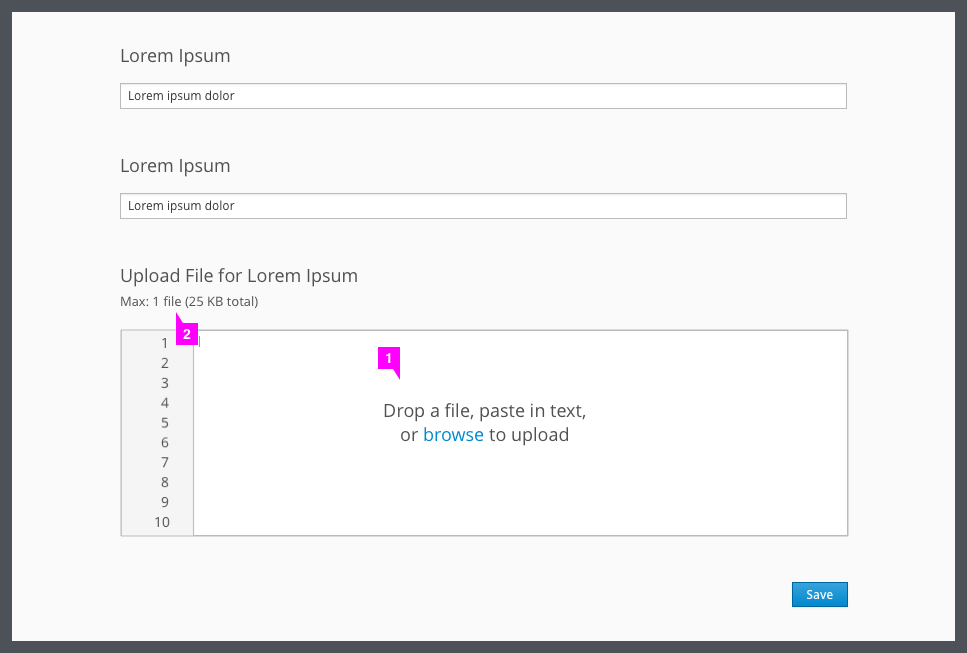 Lorem Ipsum
Lorem ipsum dolor
Lorem Ipsum
Lorem ipsum dolor
Upload File for Lorem Ipsum
Max: 1 file (25 KB total)
2
1
1
2
3
4
5
6
7
8
9
10
Drop a file, paste in text,
or browse to upload
Save